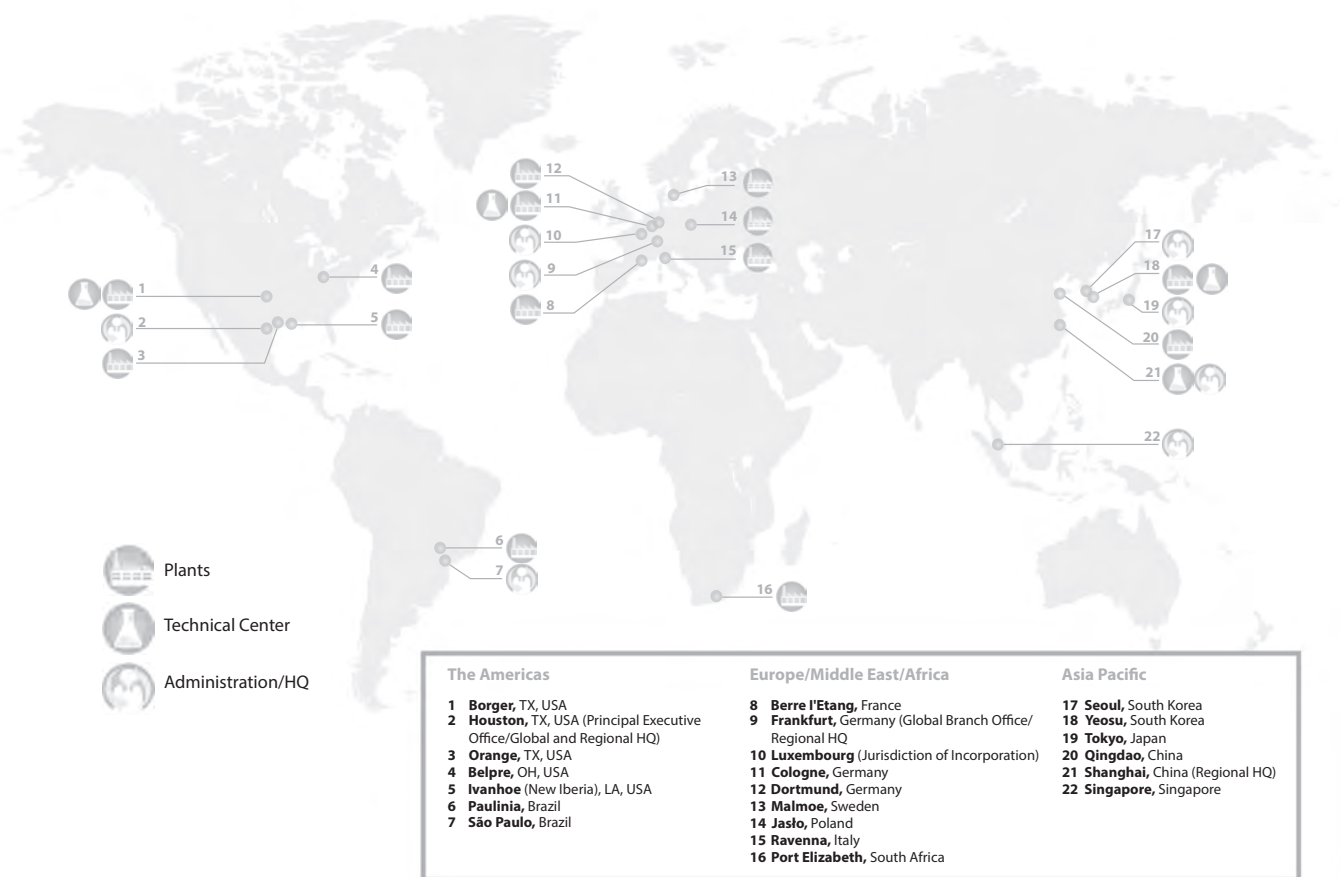 12
13
11
14
10
15
9
8
4
1
2
5
3
17
18
19
20
21
22
6
7
16
Plants
Technical Center
Administration/HQ
The Americas
1 Borger, TX, USA
2 Houston, TX, USA (Principal Executive
Office/Global and Regional HQ)
3 Orange, TX, USA
4 Belpre, OH, USA
5 Ivanhoe (New Iberia), LA, USA
6 Paulinia, Brazil
7 São Paulo, Brazil
Europe/Middle East/Africa
8 Berre l'Etang, France
9 Frankfurt, Germany (Global Branch Office/
Regional HQ
10 Luxembourg (Jurisdiction of Incorporation)
11 Cologne, Germany
12 Dortmund, Germany
13 Malmoe, Sweden
14 Jasło, Poland
15 Ravenna, Italy
16 Port Elizabeth, South Africa
Asia Pacific
17 Seoul, South Korea
18 Yeosu, South Korea
19 Tokyo, Japan
20 Qingdao, China
21 Shanghai, China (Regional HQ)
22 Singapore, Singapore